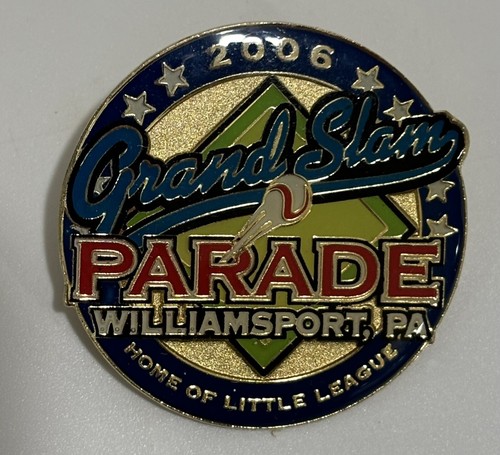 2006
Grand Slam
PARADE
WILLIAMSPORT, PA
HOME OF LITTLE LEAGUE